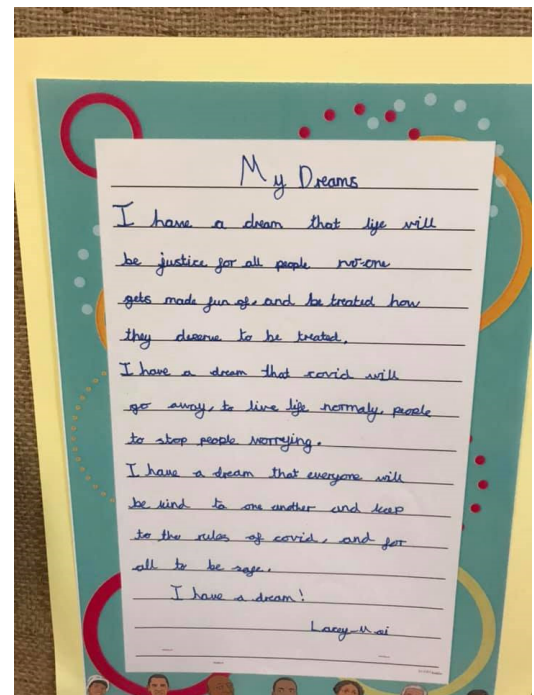 My Dreams
I have a dream that life will
be justice for all people no-one
gets made fun of, and be treated how
they deserve to be treated.
I have a dream that covid will
go away, to live life normaly, people
to stop people worrying.
I have a dream that everyone will
be kind to one another and keep
to the rules of covid, and for
all to be safe.
I have a dream!
Lacey-Mai